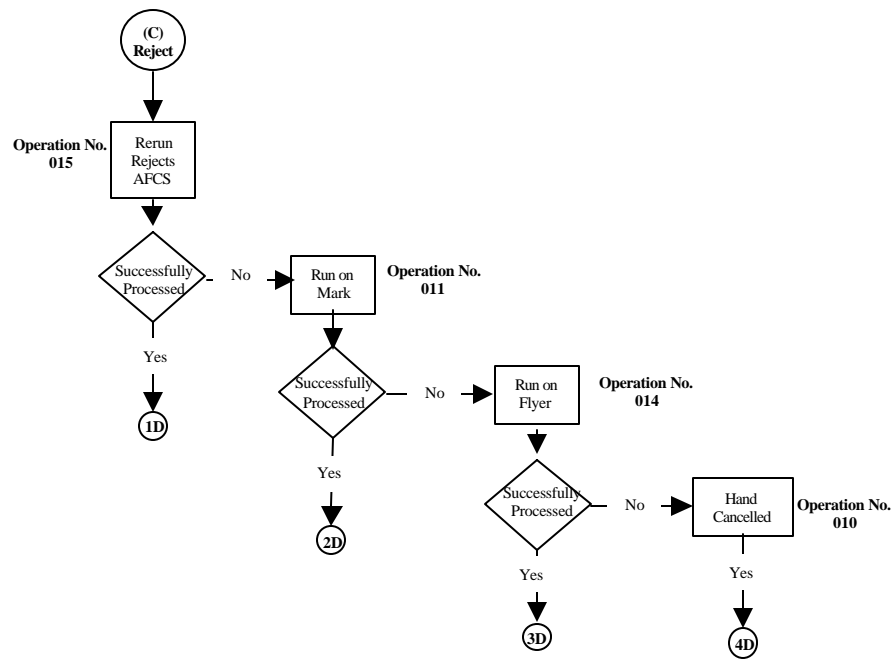 (C)
Reject
Operation No.
015
Rerun
Rejects
AFCS
Successfully
Processed
No
Run on
Mark
Operation No.
011
Yes
1D
Successfully
Processed
No
Run on
Flyer
Operation No.
014
Yes
2D
Successfully
Processed
No
Hand
Cancelled
Operation No.
010
Yes
3D
Yes
4D